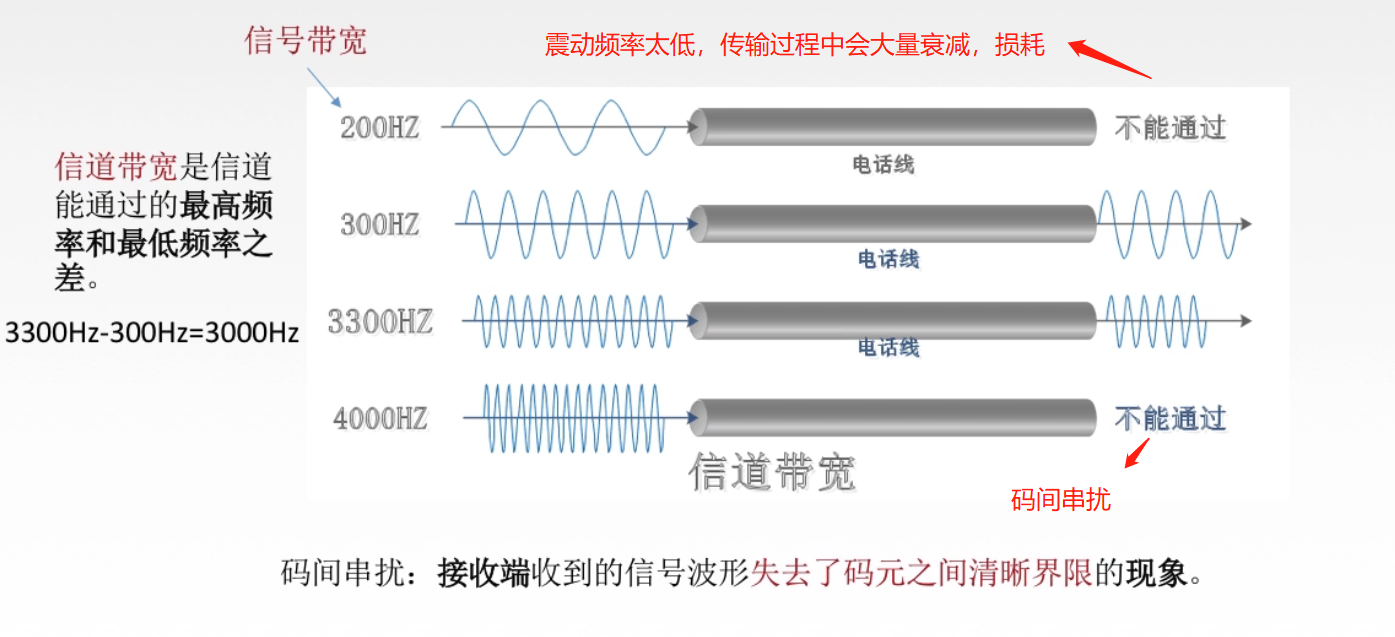 信号带宽
震动频率太低，传输过程中会大量衰减，损耗
200HZ
不能通过
电话线
信道带宽是信道
能通过的最高频
率和最低频率之
差。
300HZ
电话线
3300Hz-300Hz=3000Hz
3300HZ
电话线
4000HZ
不能通过
信道带宽
码间串扰
码间串扰：接收端收到的信号波形失去了码元之间清晰界限的现象。